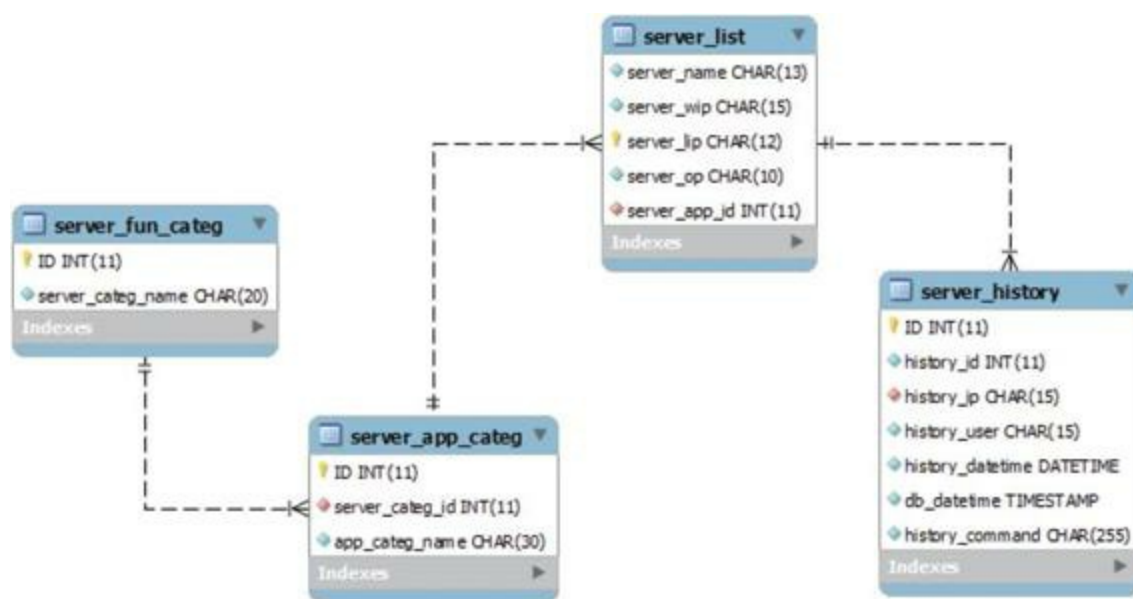 server_list
server_name CHAR(13)
server_wip CHAR(15)
server_lip CHAR(12)
server_op CHAR(10)
server_app_id INT(11)
Indexes
server_fun_categ
ID INT(11)
server_categ_name CHAR(20)
Indexes
server_app_categ
ID INT(11)
server_categ_id INT(11)
app_categ_name CHAR(30)
Indexes
server_history
ID INT(11)
history_id INT(11)
history_ip CHAR(15)
history_user CHAR(15)
history_datetime DATETIME
db_datetime TIMESTAMP
history_command CHAR(255)
Indexes